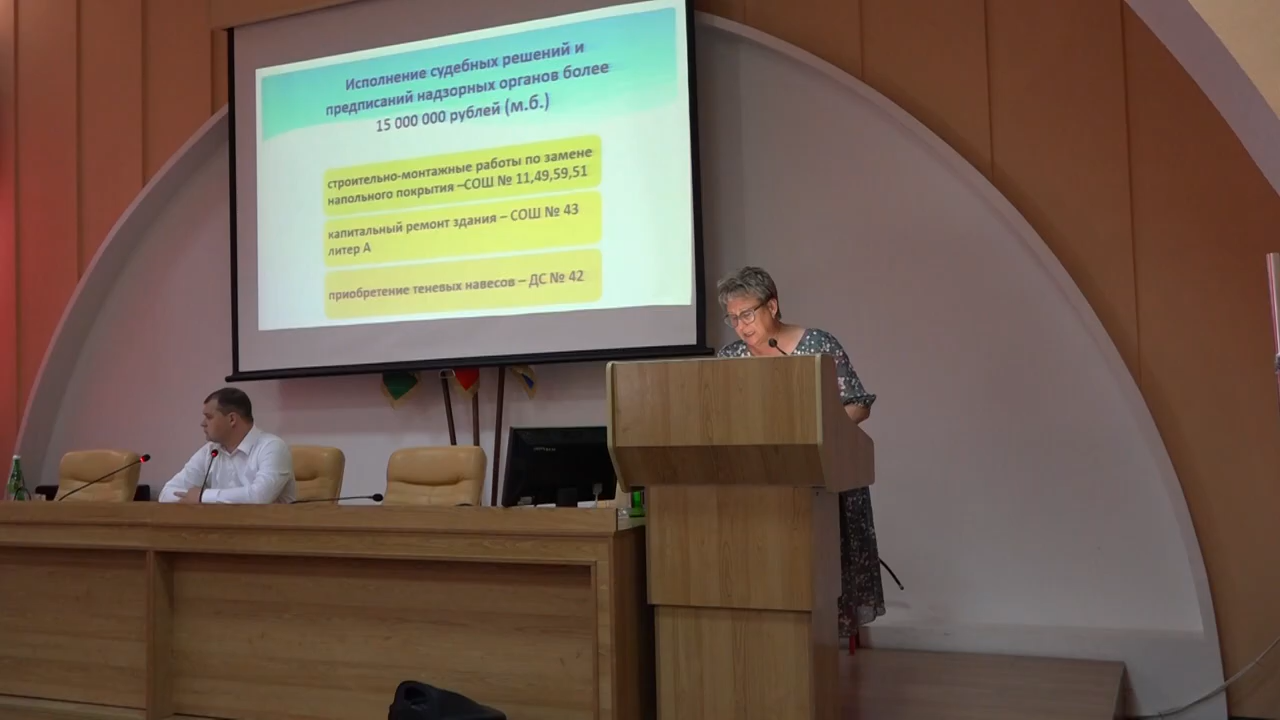 Исполнение судебных решений и
предписаний надзорных органов более
15 000 000 рублей (м.б.)
строительно-монтажные работы по замене
напольного покрытия –СОШ № 11,49,59,51
капитальный ремонт здания – СОШ № 43
литер А
приобретение теневых навесов – ДС № 42